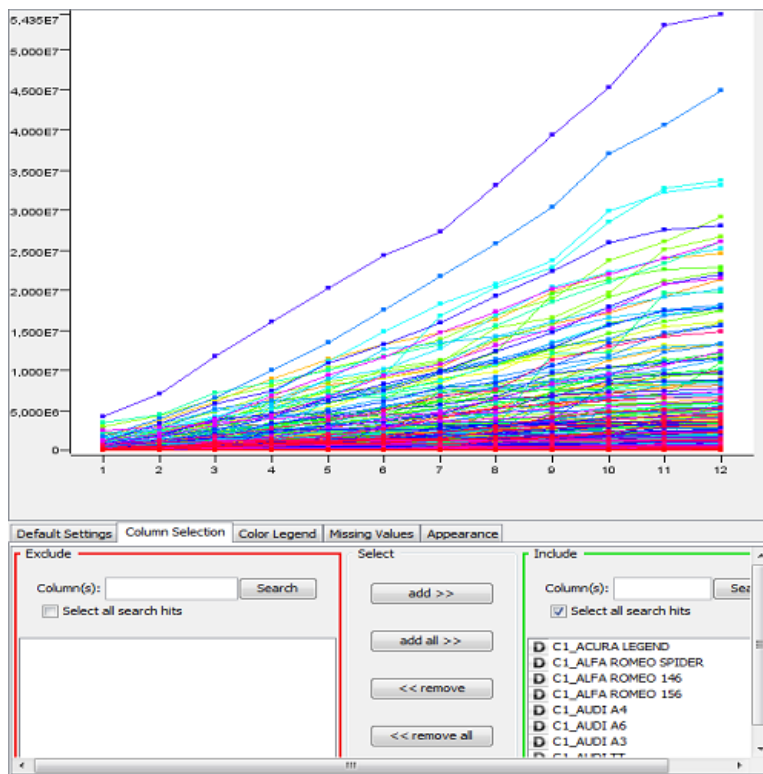 5,435E7
5,000E7
4,500E7
4,000E7
3,500E7
3,000E7
2,500E7
2,000E7
1,500E7
1,000E7
5,000E6
0
1 2 3 4 5 6 7 8 9 10 11 12
Default Settings Column Selection Color Legend Missing Values Appearance
Exclude Select Include
Column(s): Search add >> Column(s): Sea
Select all search hits Select all search hits
add all >>
<< remove
<< remove all
D C1_ACURA LEGEND
D C1_ALFA ROMEO SPIDER
D C1_ALFA ROMEO 146
D C1_ALFA ROMEO 156
D C1_AUDI A4
D C1_AUDI A6
D C1_AUDI A3
D C1_AUDI TT